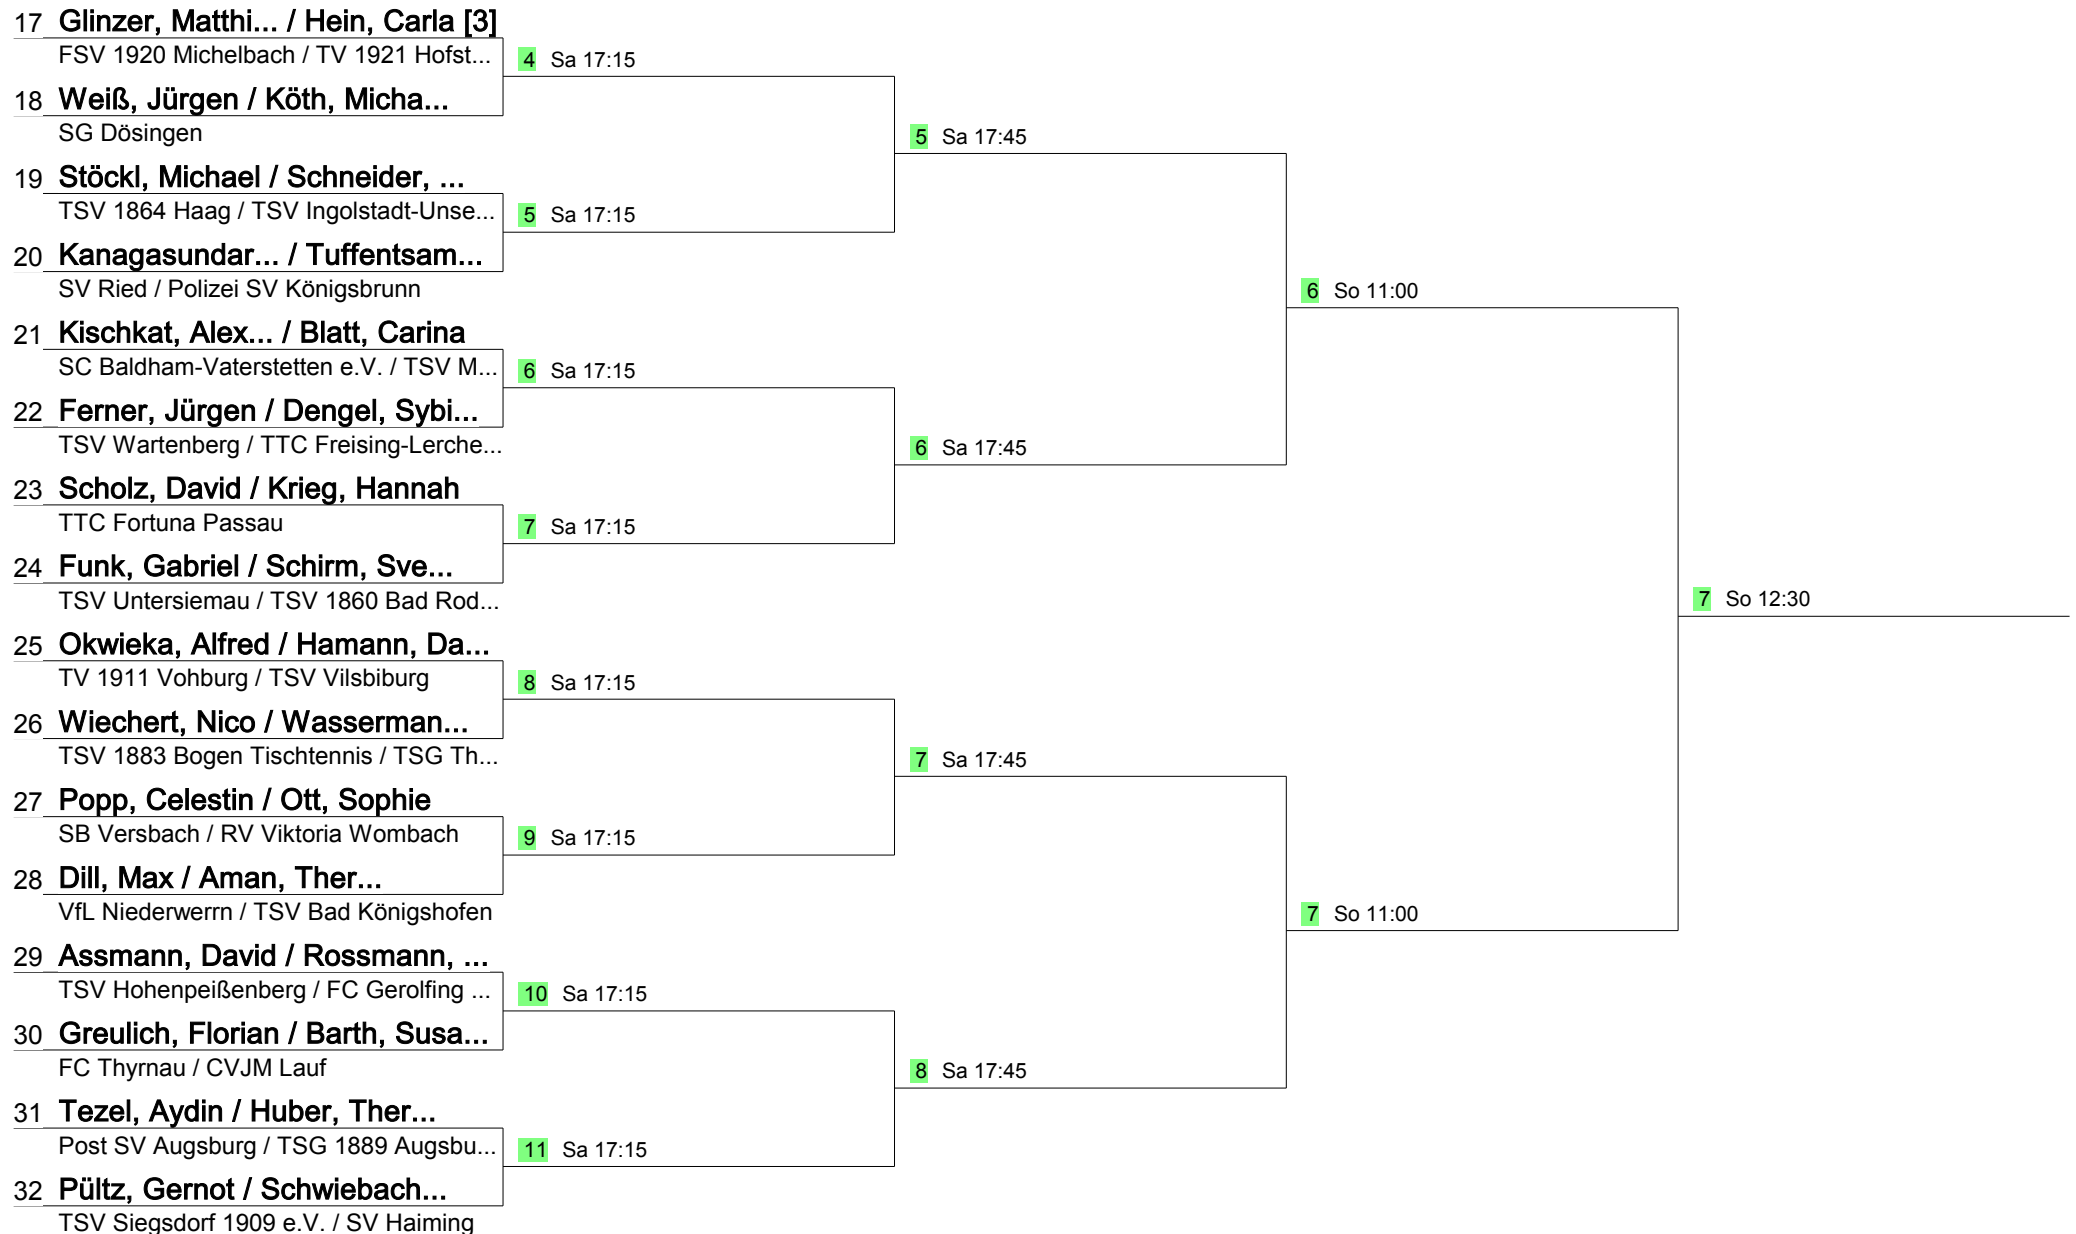 17 Glinzer, Matthi... / Hein, Carla [3]
FSV 1920 Michelbach / TV 1921 Hofst...
4 Sa 17:15
18 Weiß, Jürgen / Köth, Micha...
SG Dösingen
5 Sa 17:45
19 Stöckl, Michael / Schneider, ...
TSV 1864 Haag / TSV Ingolstadt-Unse...
5 Sa 17:15
20 Kanagasundar... / Tuffentsam...
SV Ried / Polizei SV Königsbrunn
6 So 11:00
21 Kischkat, Alex... / Blatt, Carina
SC Baldham-Vaterstetten e.V. / TSV M...
6 Sa 17:15
22 Ferner, Jürgen / Dengel, Sybi...
TSV Wartenberg / TTC Freising-Lerche...
6 Sa 17:45
23 Scholz, David / Krieg, Hannah
TTC Fortuna Passau
7 Sa 17:15
24 Funk, Gabriel / Schirm, Sve...
TSV Untersiemau / TSV 1860 Bad Rod...
7 So 12:30
25 Okwieka, Alfred / Hamann, Da...
TV 1911 Vohburg / TSV Vilsbiburg
8 Sa 17:15
26 Wiechert, Nico / Wasserman...
TSV 1883 Bogen Tischtennis / TSG Th...
7 Sa 17:45
27 Popp, Celestin / Ott, Sophie
SB Versbach / RV Viktoria Wombach
9 Sa 17:15
28 Dill, Max / Aman, Ther...
VfL Niederwerrn / TSV Bad Königshofen
7 So 11:00
29 Assmann, David / Rossmann, ...
TSV Hohenpeißenberg / FC Gerolfing ...
10 Sa 17:15
30 Greulich, Florian / Barth, Susa...
FC Thyrnau / CVJM Lauf
8 Sa 17:45
31 Tezel, Aydin / Huber, Ther...
Post SV Augsburg / TSG 1889 Augsbu...
11 Sa 17:15
32 Pültz, Gernot / Schwiebach...
TSV Siegsdorf 1909 e.V. / SV Haiming